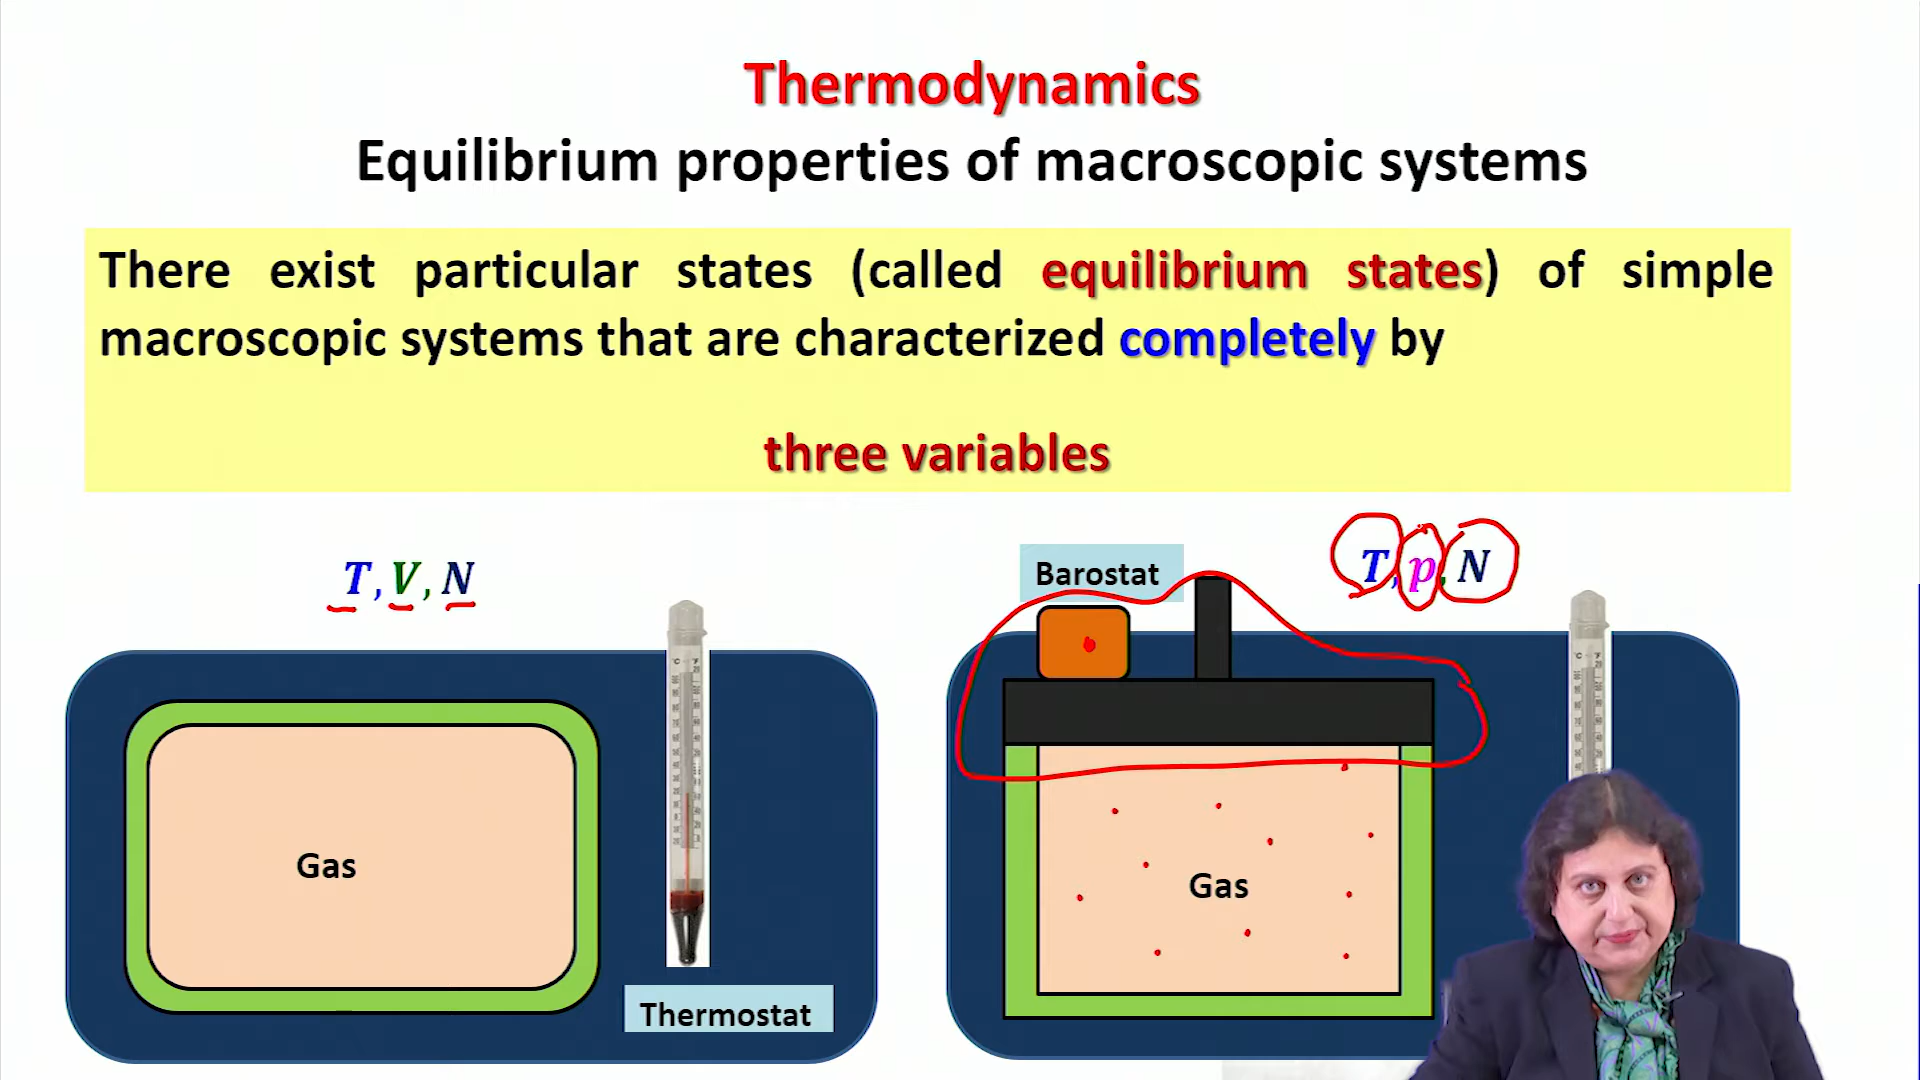 Thermodynamics
Equilibrium properties of macroscopic systems
There exist particular states (called equilibrium states) of simple
macroscopic systems that are characterized completely by
three variables
T, V, N
Barostat
T, p, N
Gas
Gas
Thermostat